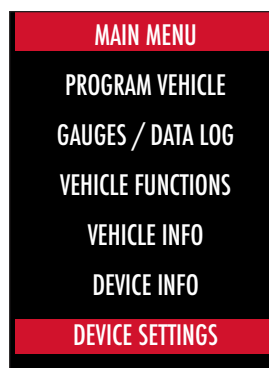 MAIN MENU
PROGRAM VEHICLE
GAUGES / DATA LOG
VEHICLE FUNCTIONS
VEHICLE INFO
DEVICE INFO
DEVICE SETTINGS